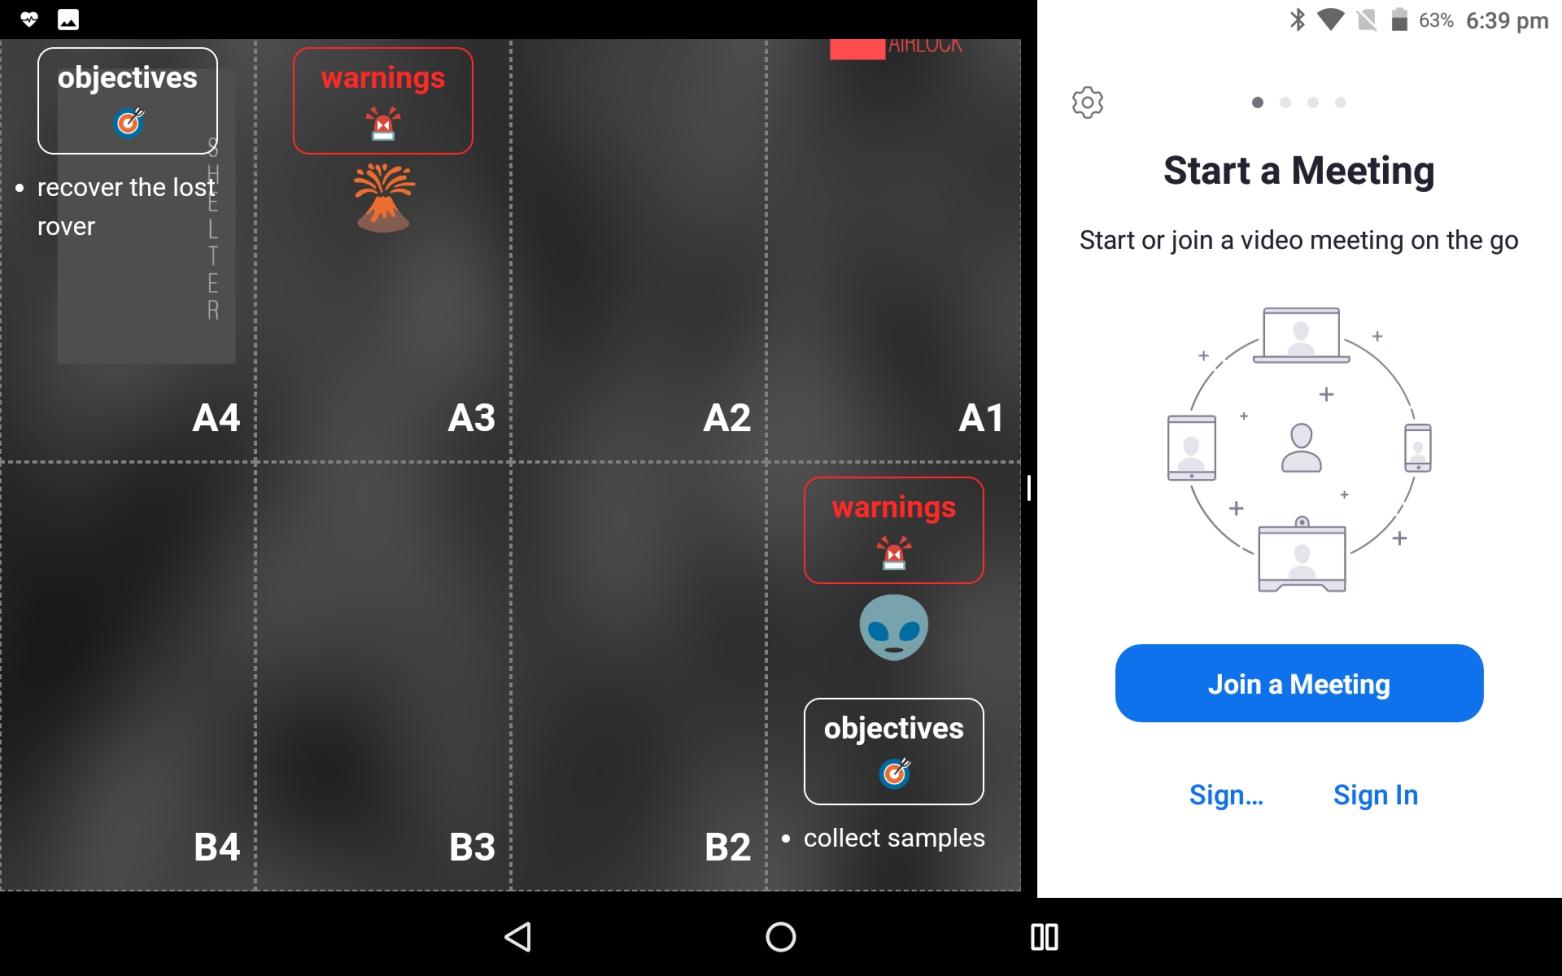 63% 6:39 pm
objectives
recover the lost
rover
SHELTER
A4
warnings
A3
A2
AIRLOCK
A1
B4
B3
B2
warnings
objectives
collect samples
Start a Meeting
Start or join a video meeting on the go
Join a Meeting
Sign...
Sign In